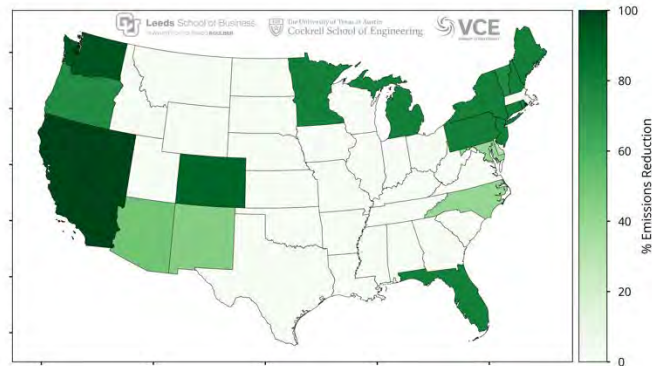 Leeds School of Business
The University of Texas at Austin
Cockrell School of Engineering
VCE
100
80
60
40
20
0
% Emissions Reduction